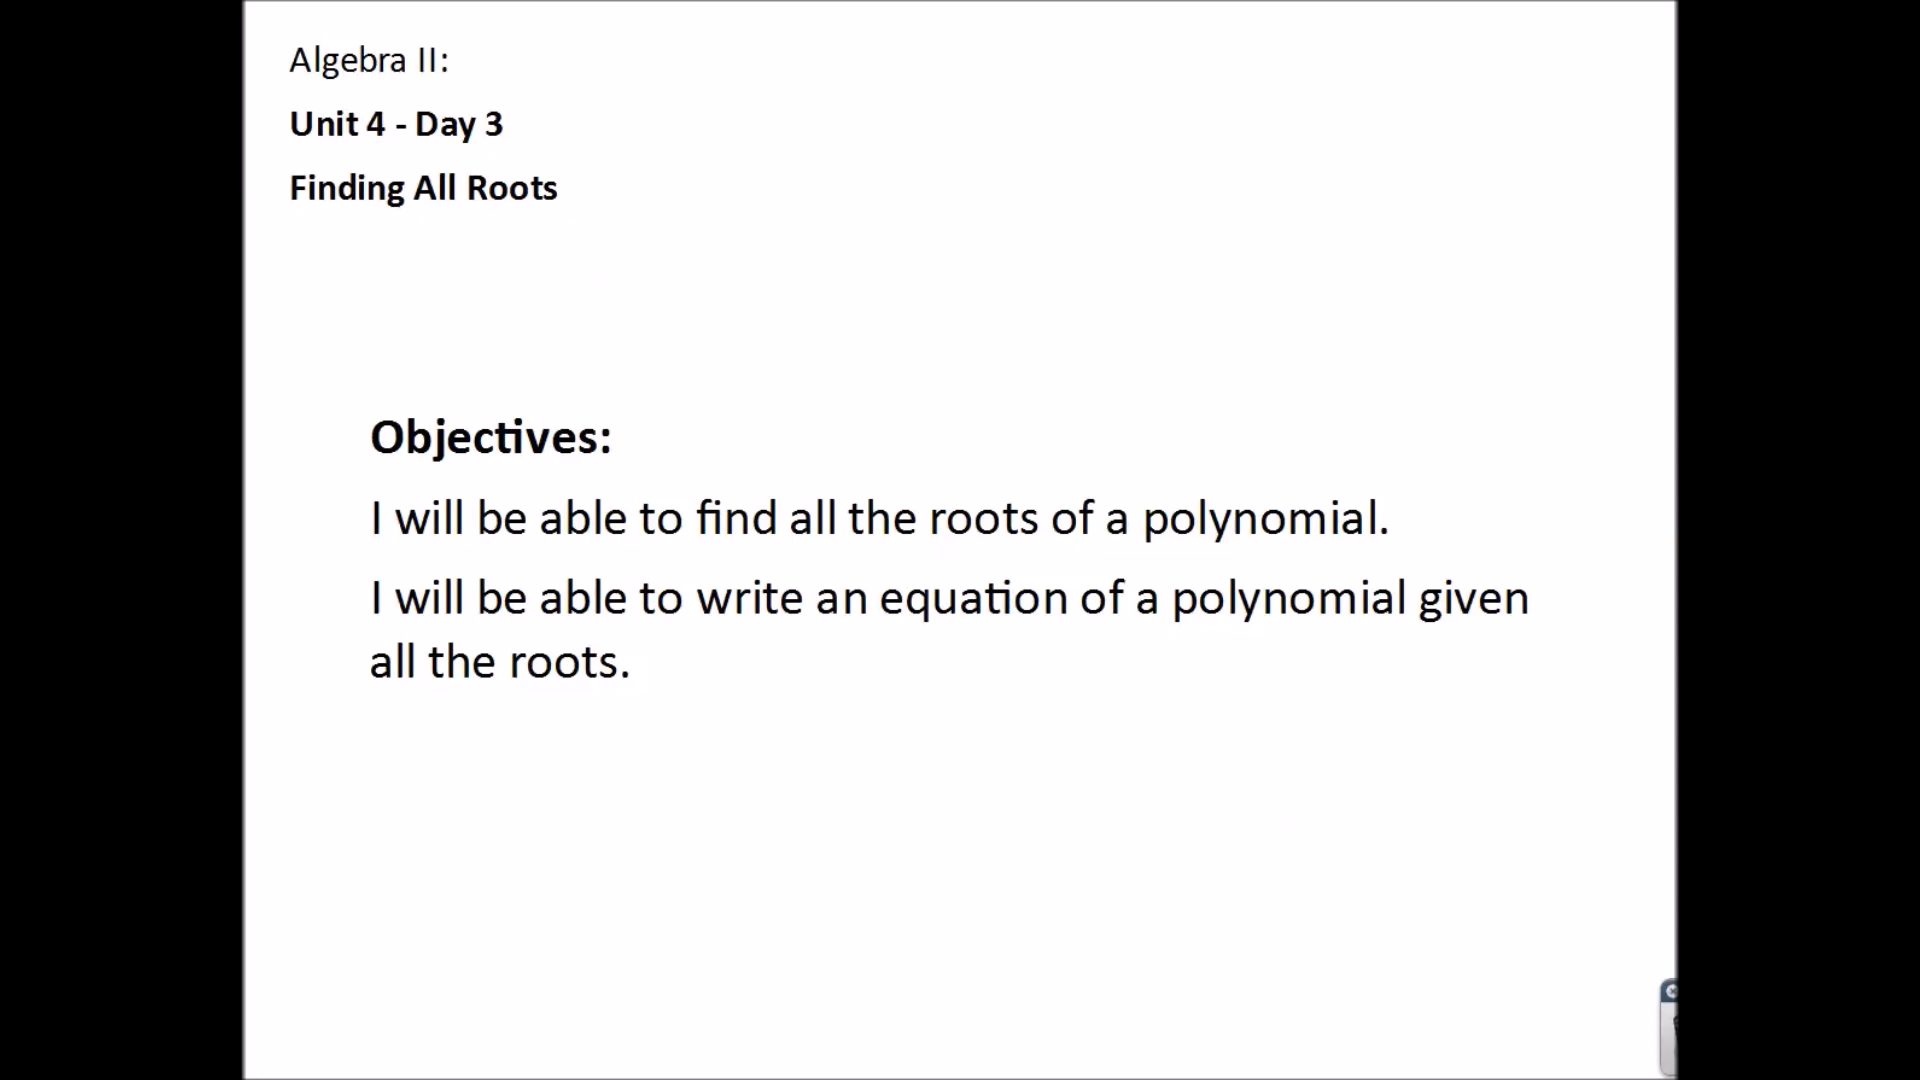 Algebra II:
Unit 4 - Day 3
Finding All Roots
Objectives:
I will be able to find all the roots of a polynomial.
I will be able to write an equation of a polynomial given
all the roots.